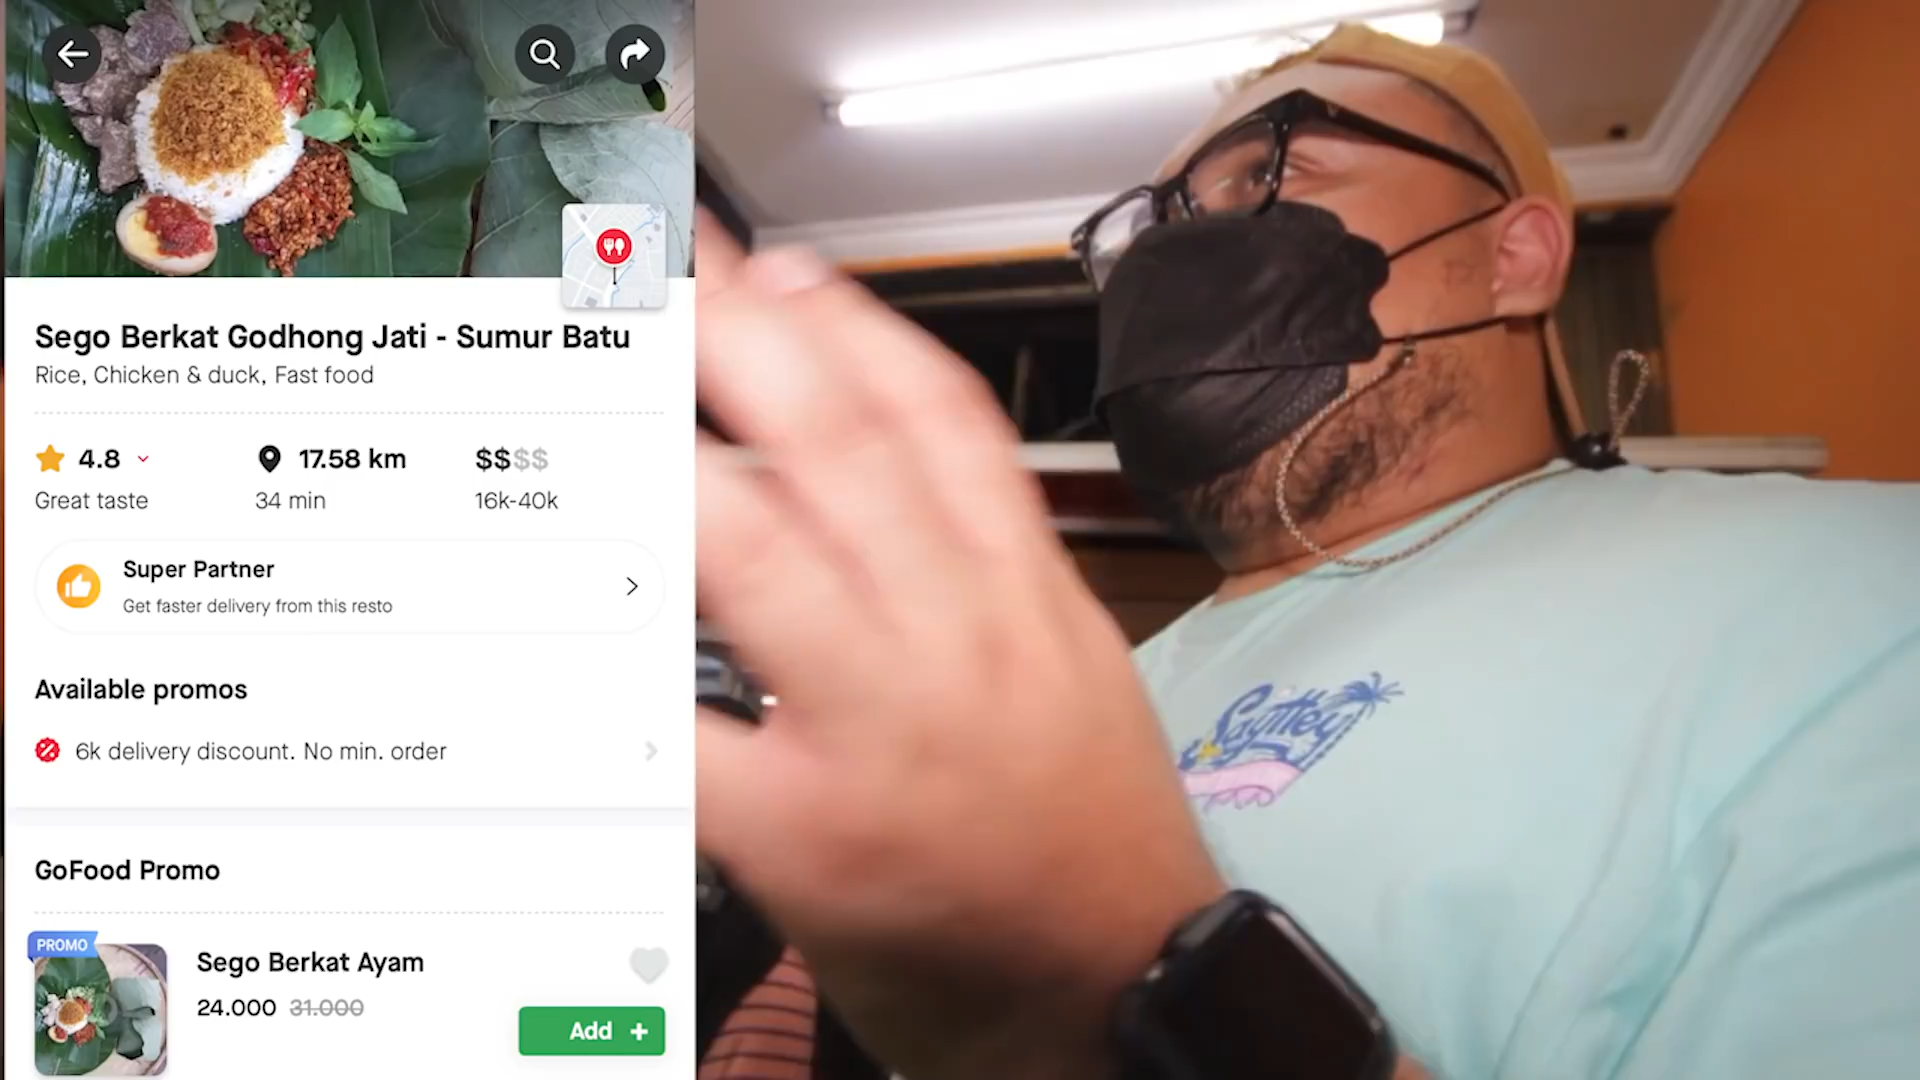 Sego Berkat Godhong Jati - Sumur Batu
Rice, Chicken & duck, Fast food
4.8
17.58 km
$$$$
Great taste
34 min
16k-40k
Super Partner
Get faster delivery from this resto
Available promos
6k delivery discount. No min. order
GoFood Promo
PROMO
Sego Berkat Ayam
24.000 31.000
Add +